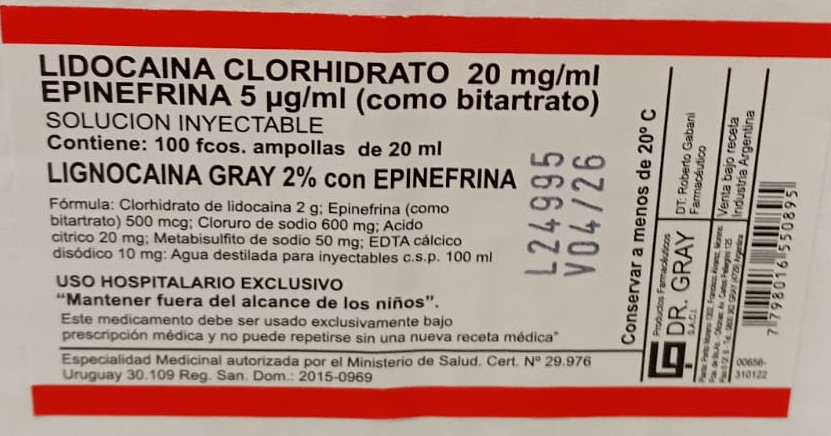 LIDOCAINA CLORHIDRATO 20 mg/ml
EPINEFRINA 5 µg/ml (como bitartrato)
SOLUCION INYECTABLE
Contiene: 100 fcos. ampollas de 20 ml
LIGNOCAINA GRAY 2% con EPINEFRINA
Fórmula: Clorhidrato de lidocaina 2 g; Epinefrina (como
bitartrato) 500 mcg; Cloruro de sodio 600 mg; Acido
citrico 20 mg; Metabisulfito de sodio 50 mg; EDTA cálcico
disódico 10 mg: Agua destilada para inyectables c.s.p. 100 ml
USO HOSPITALARIO EXCLUSIVO
“Mantener fuera del alcance de los niños”.
Este medicamento debe ser usado exclusivamente bajo
prescripción médica y no puede repetirse sin una nueva receta médica"
Especialidad Medicinal autorizada por el Ministerio de Salud. Cert. Nº 29.976
Uruguay 30.109 Reg. San. Dom.: 2015-0969
L24995
V04/26
Conservar a menos de 20º C
Productos Farmacéuticos
DR. GRAY
S.A.C.I.
DT: Roberto Gabani
Farmacéutico
Venta bajo receta
Industria Argentina
00656-
310122
7 798016 550895